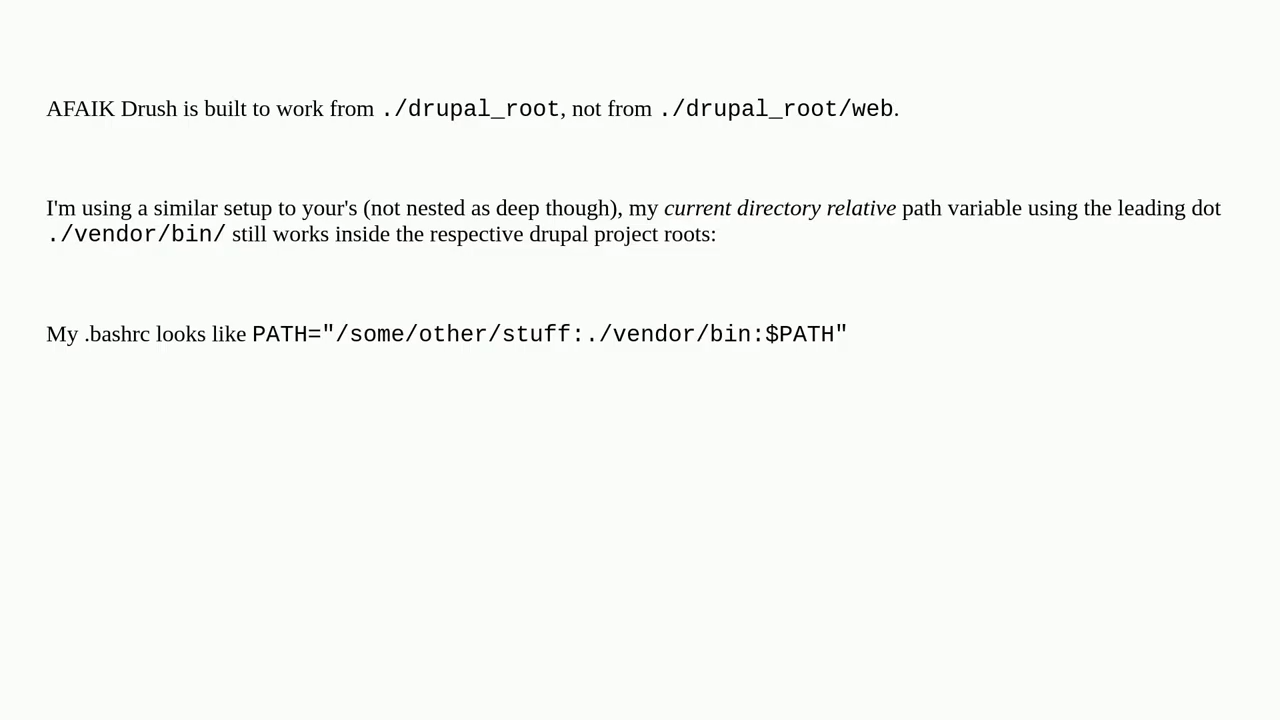 AFAIK Drush is built to work from ./drupal_root, not from ./drupal_root/web.
I'm using a similar setup to your's (not nested as deep though), my current directory relative path variable using the leading dot
./vendor/bin/ still works inside the respective drupal project roots:
My .bashrc looks like PATH="/some/other/stuff:./vendor/bin:$PATH"